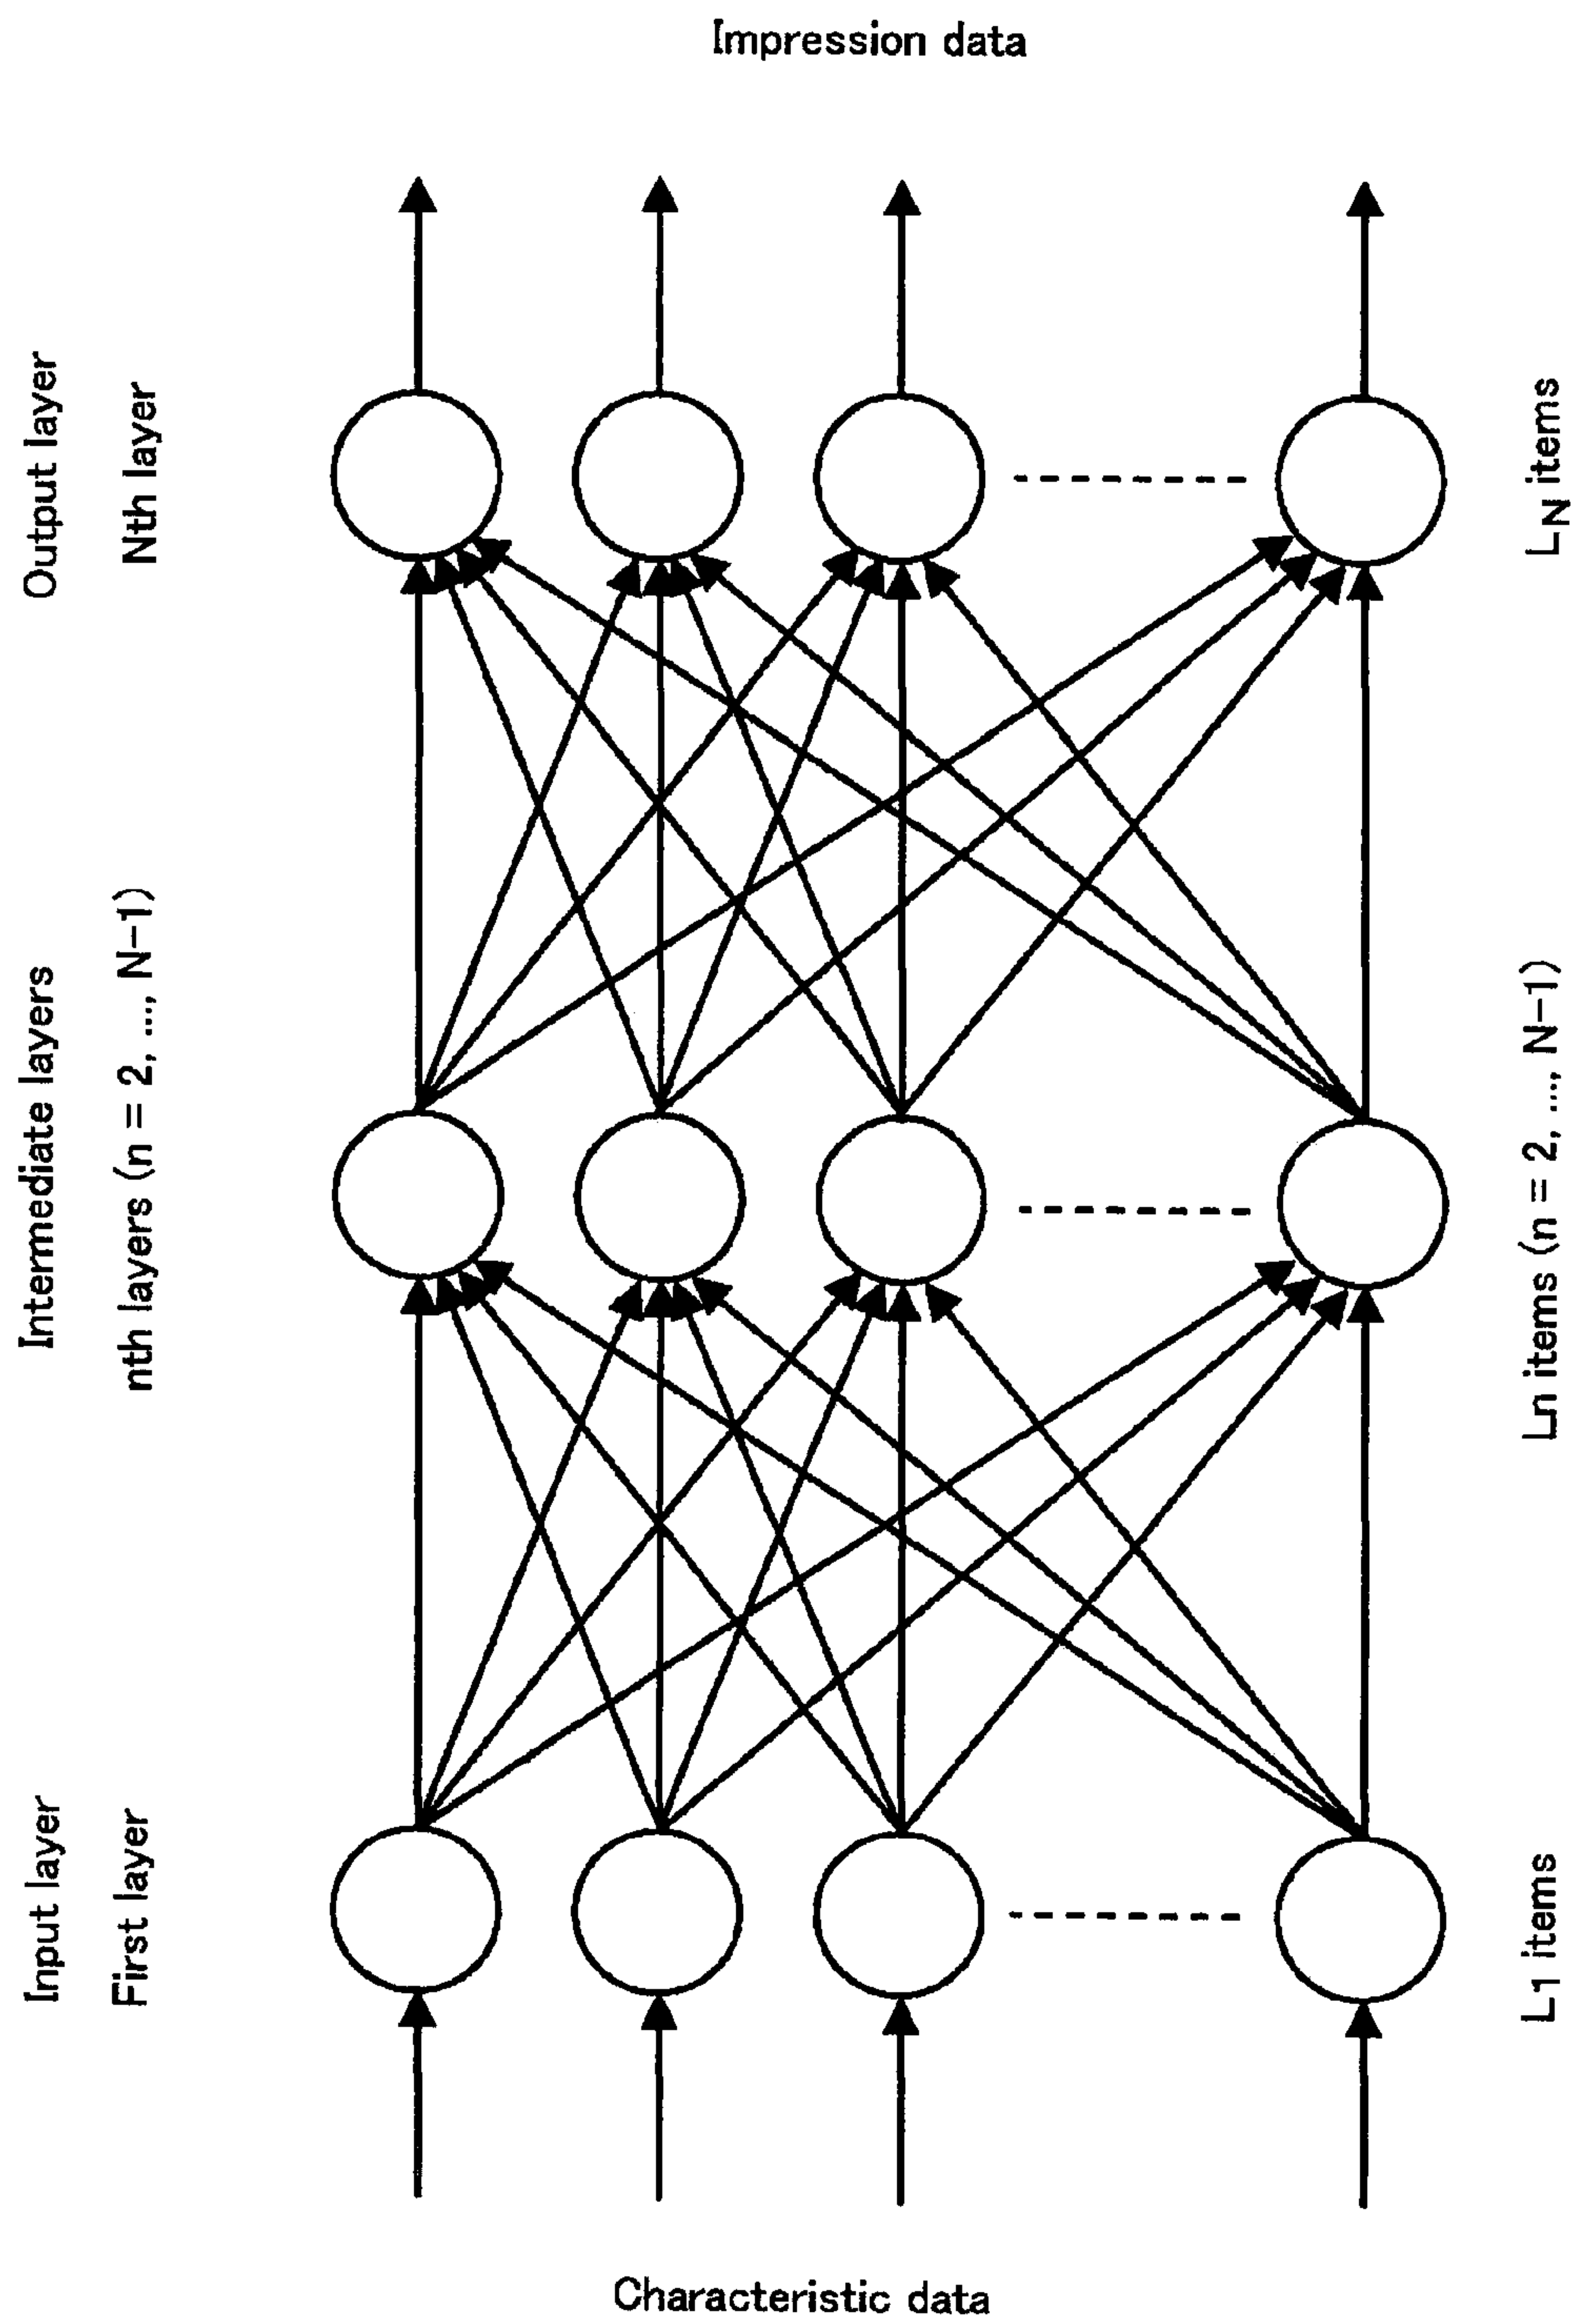 Impression data
Output layer
Nth layer
LN items
Intermediate layers
nth layers (n = 2, ..., N-1)
Ln items (n = 2, ..., N-1)
Input layer
First layer
L1 items
Characteristic data